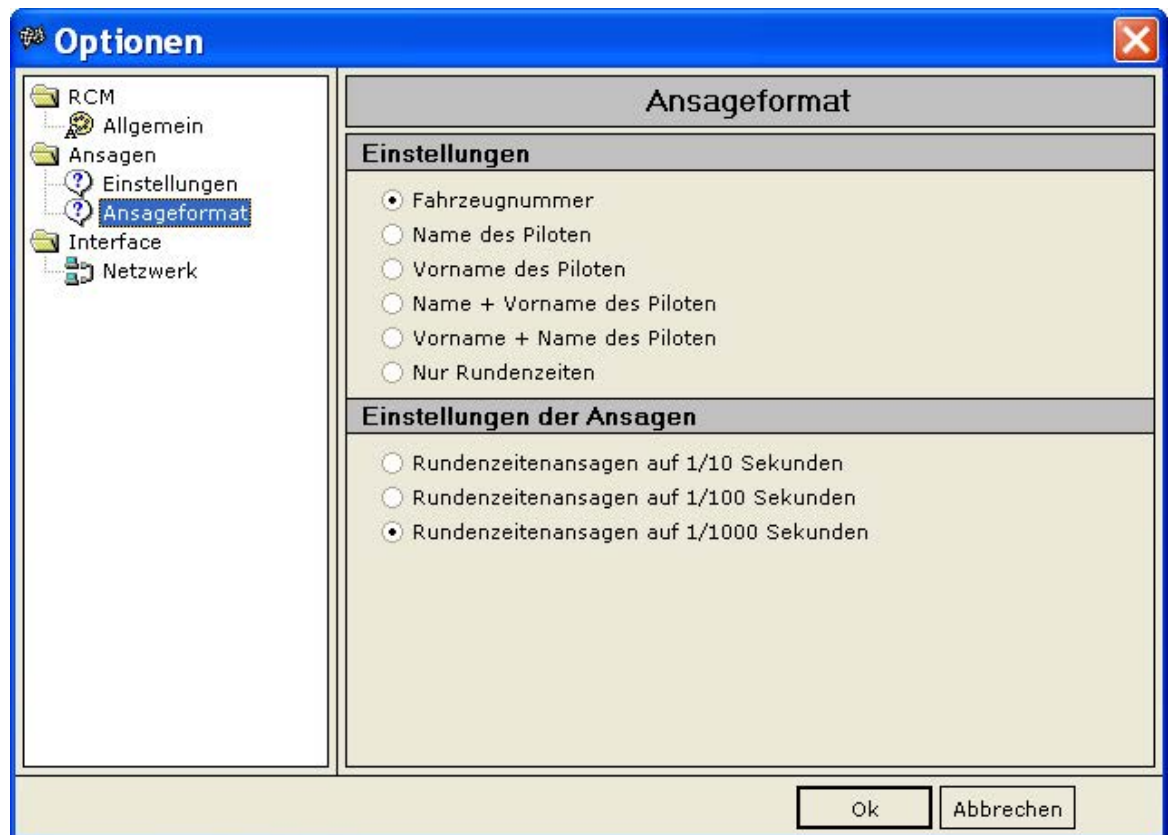 Optionen
RCM
Allgemein
Ansagen
Einstellungen
Ansageformat
Interface
Netzwerk
Ansageformat
Einstellungen
Fahrzeugnummer
Name des Piloten
Vorname des Piloten
Name + Vorname des Piloten
Vorname + Name des Piloten
Nur Rundenzeiten
Einstellungen der Ansagen
Rundenzeitenansagen auf 1/10 Sekunden
Rundenzeitenansagen auf 1/100 Sekunden
Rundenzeitenansagen auf 1/1000 Sekunden
Ok
Abbrechen